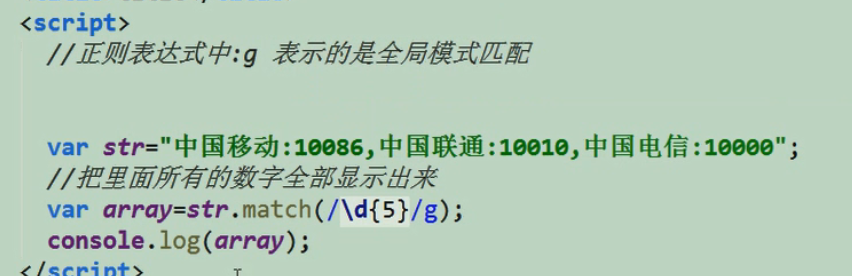 <script>
//正则表达式中:g 表示的是全局模式匹配
var str="中国移动:10086,中国联通:10010,中国电信:10000";
//把里面所有的数字全部显示出来
var array=str.match(/\d{5}/g);
console.log(array);
</script>